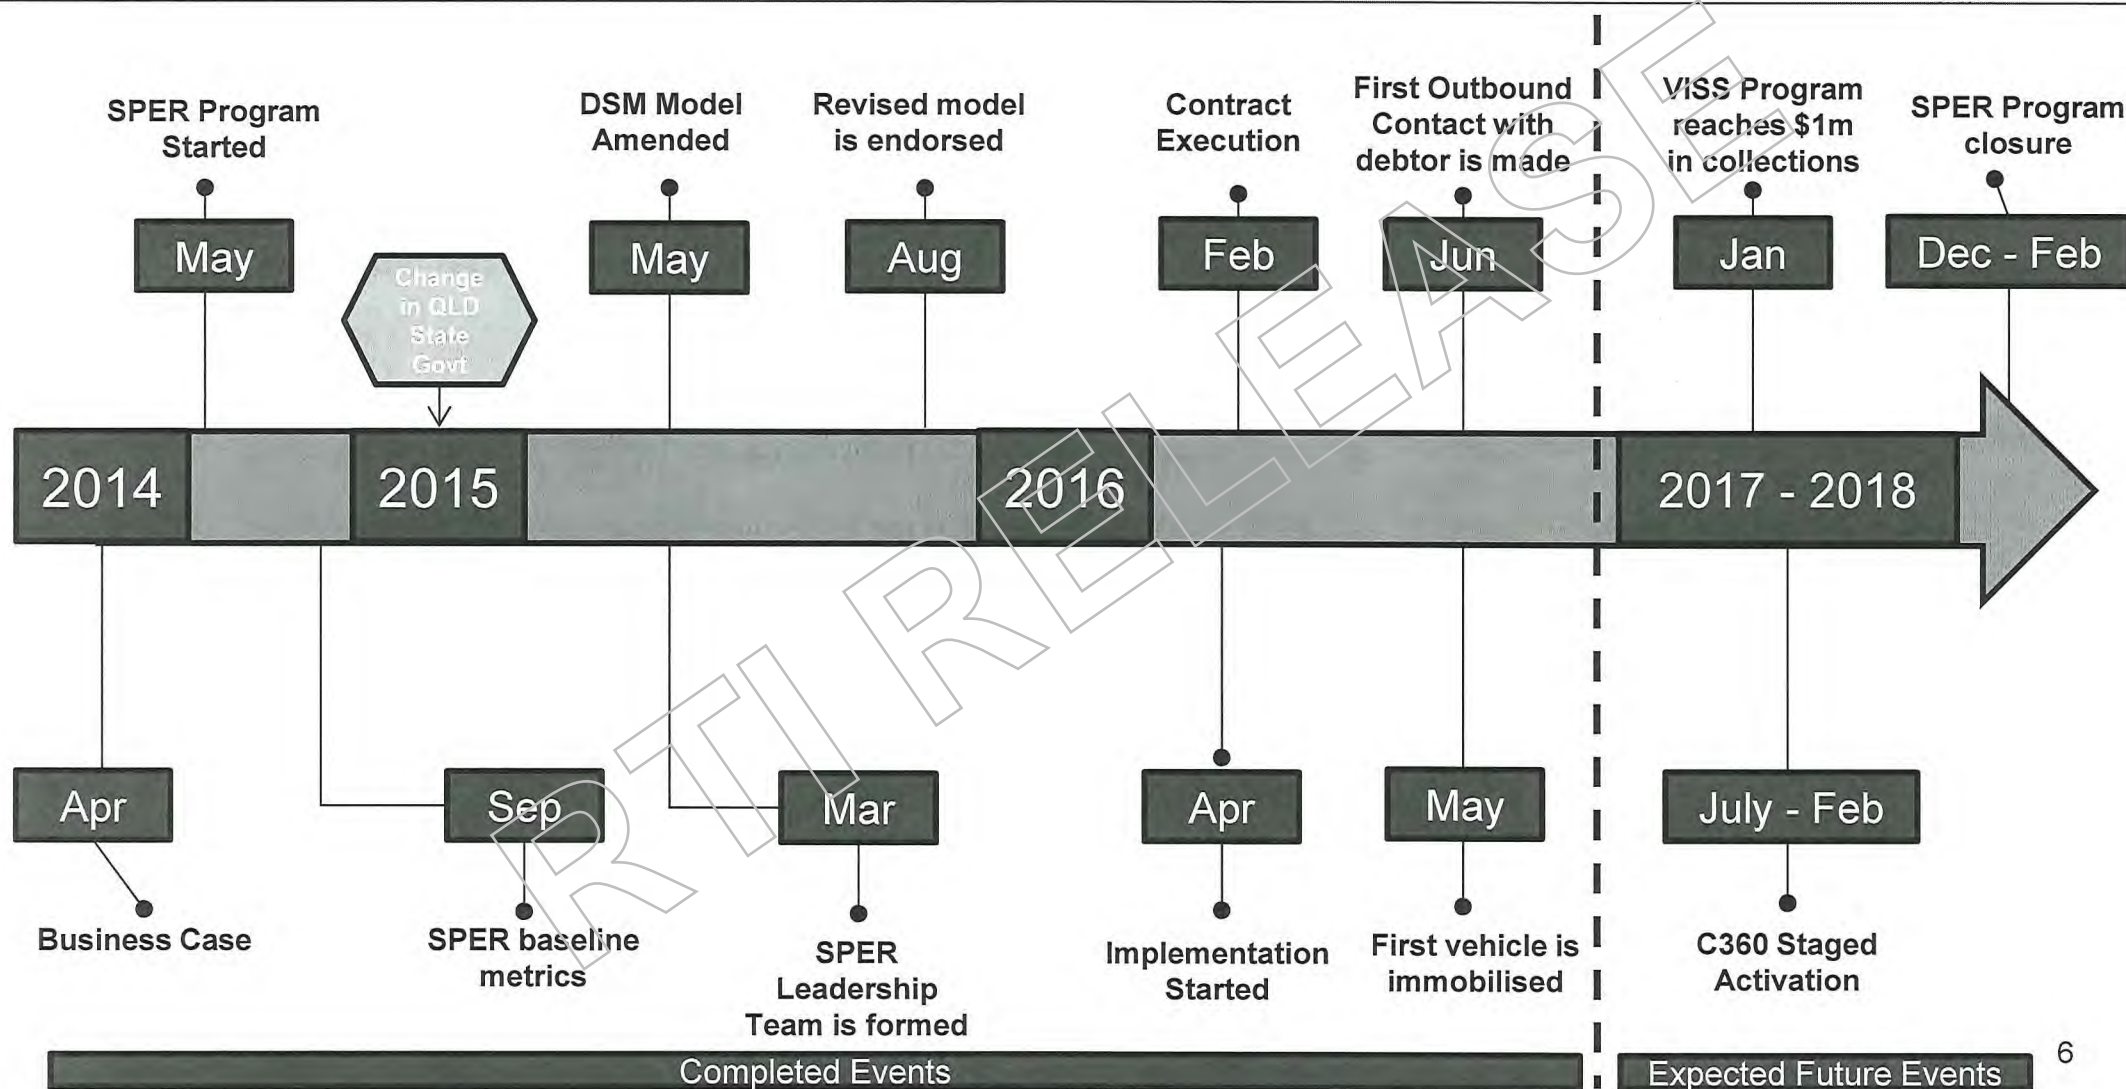 SPER Program
Started
May
Change
in QLD
State
Govt
DSM Model
Amended
May
Revised model
is endorsed
Aug
Contract
Execution
Feb
First Outbound
Contact with
debtor is made
Jun
VISS Program
reaches $1m
in collections
Jan
SPER Program
closure
Dec - Feb
2014
2015
2016
2017 - 2018
Apr
Business Case
Sep
SPER baseline
metrics
Mar
SPER
Leadership
Team is formed
Apr
Implementation
Started
May
First vehicle is
immobilised
July - Feb
C360 Staged
Activation
RTI RELEASE
Completed Events
Expected Future Events
6